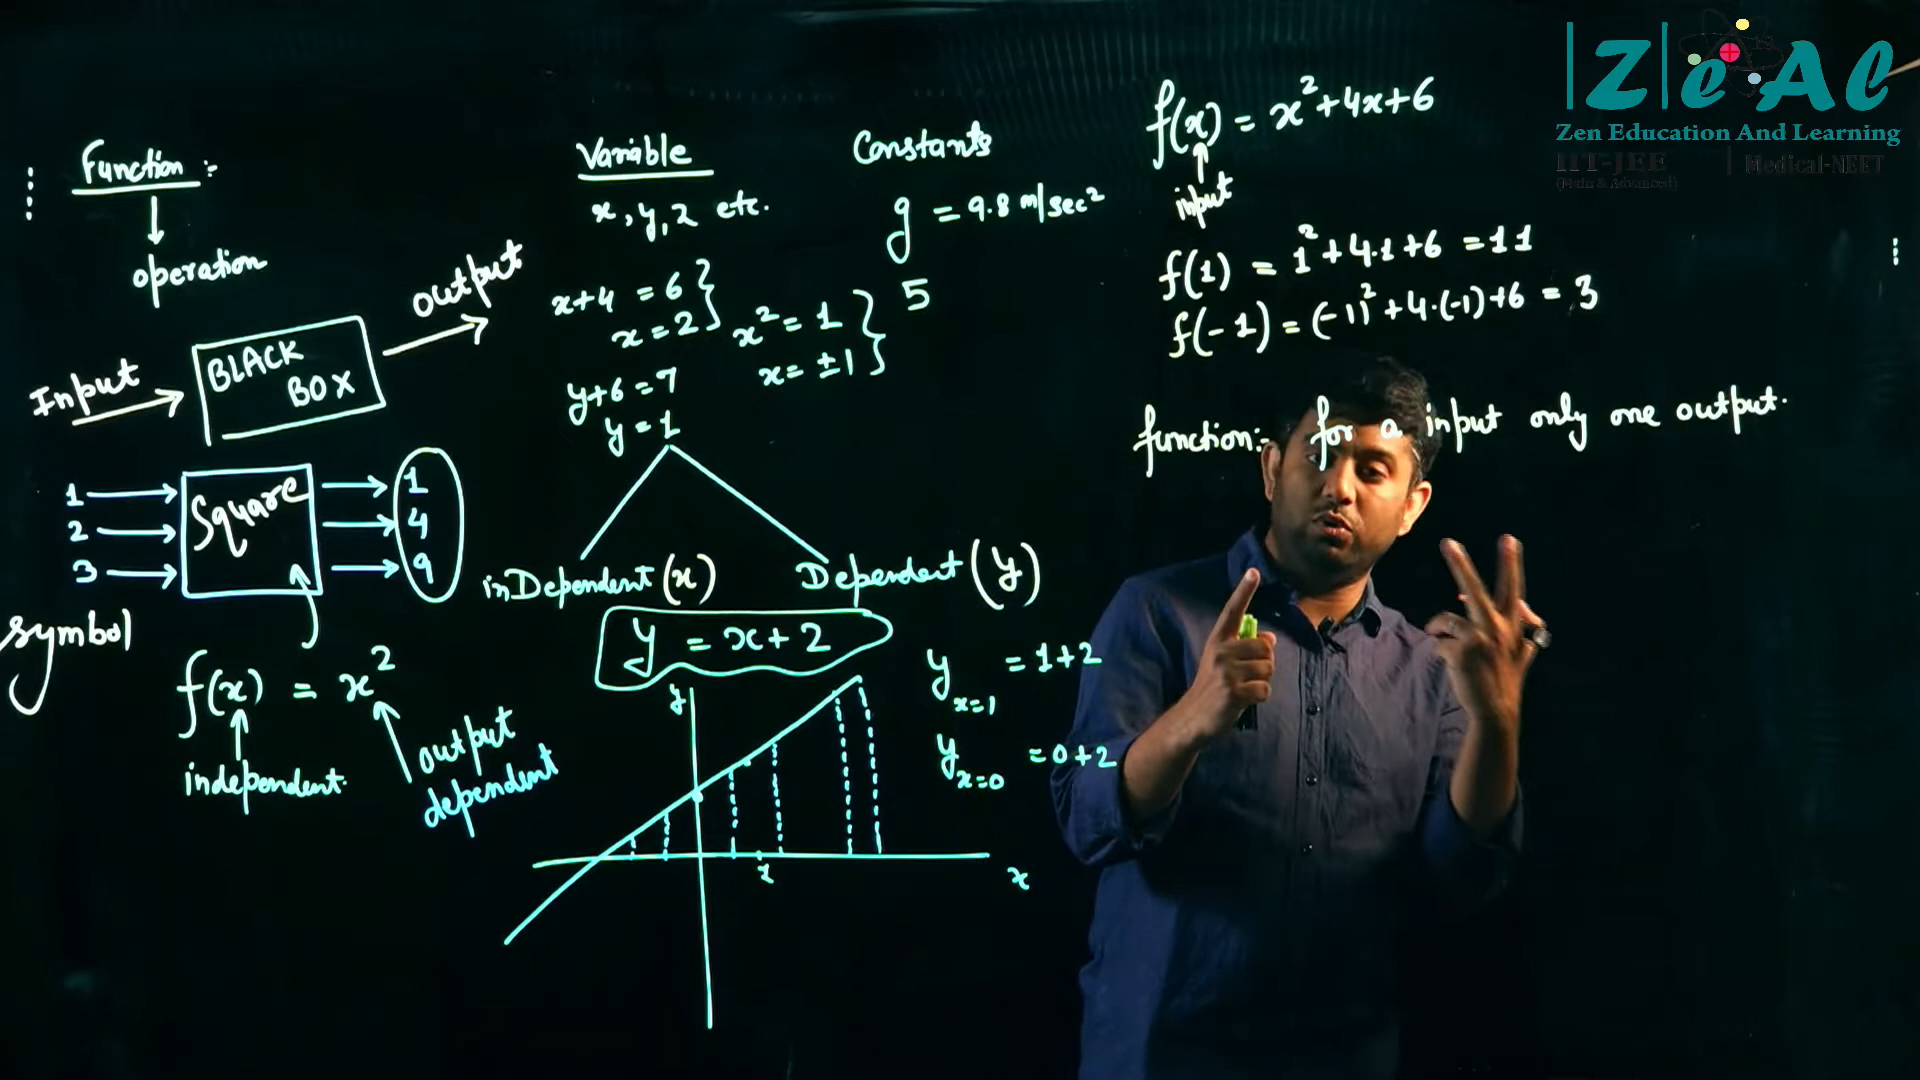 Function :-
operation
Input
BLACK
BOX
output
1
2
3
Square
1
4
9
symbol
f(x) = x²
independent.
output
dependent
Variable
x, y, z etc.
x+4 = 6
x = 2
x² = 1
x = ±1
y+6 = 7
y = 1
Constants
g = 9.8 m/sec²
5
inDependent (x)
Dependent (y)
y = x+2
y
x
x
y x=1 = 1+2
y x=0 = 0+2
f(x) = x²+4x+6
input
f(1) = 1²+4.1+6 = 11
f(-1) = (-1)²+4.(-1)+6 = 3
function:- for a input only one output.
|Z|eAl
Zen Education And Learning
IIT-JEE | Medical-NEET
(Main & Advanced)